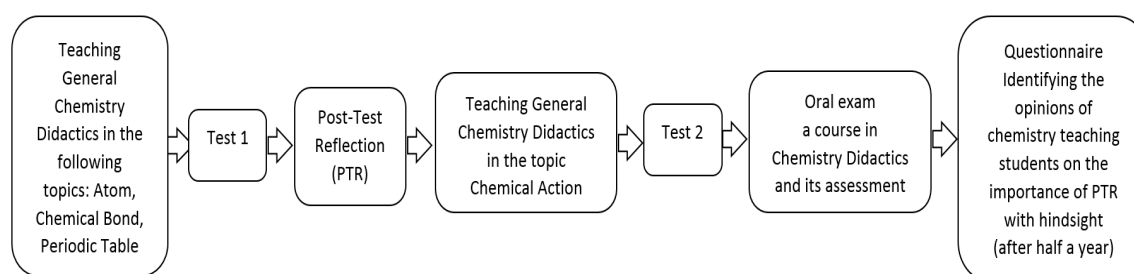 Teaching
General
Chemistry
Didactics in the
following
topics: Atom,
Chemical Bond,
Periodic Table
Test 1
Post-Test
Reflection
(PTR)
Teaching General
Chemistry Didactics
in the topic
Chemical Action
Test 2
Oral exam
a course in
Chemistry Didactics
and its assessment
Questionnaire
Identifying the
opinions of
chemistry teaching
students on the
importance of PTR
with hindsight
(after half a year)